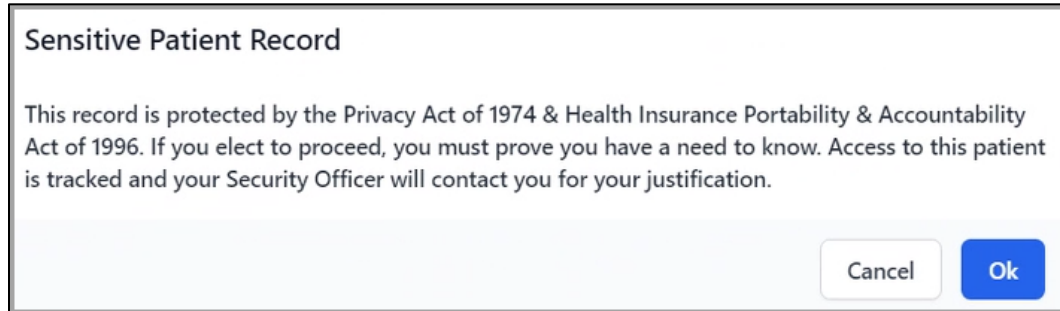 Sensitive Patient Record
This record is protected by the Privacy Act of 1974 & Health Insurance Portability & Accountability
Act of 1996. If you elect to proceed, you must prove you have a need to know. Access to this patient
is tracked and your Security Officer will contact you for your justification.
Cancel Ok